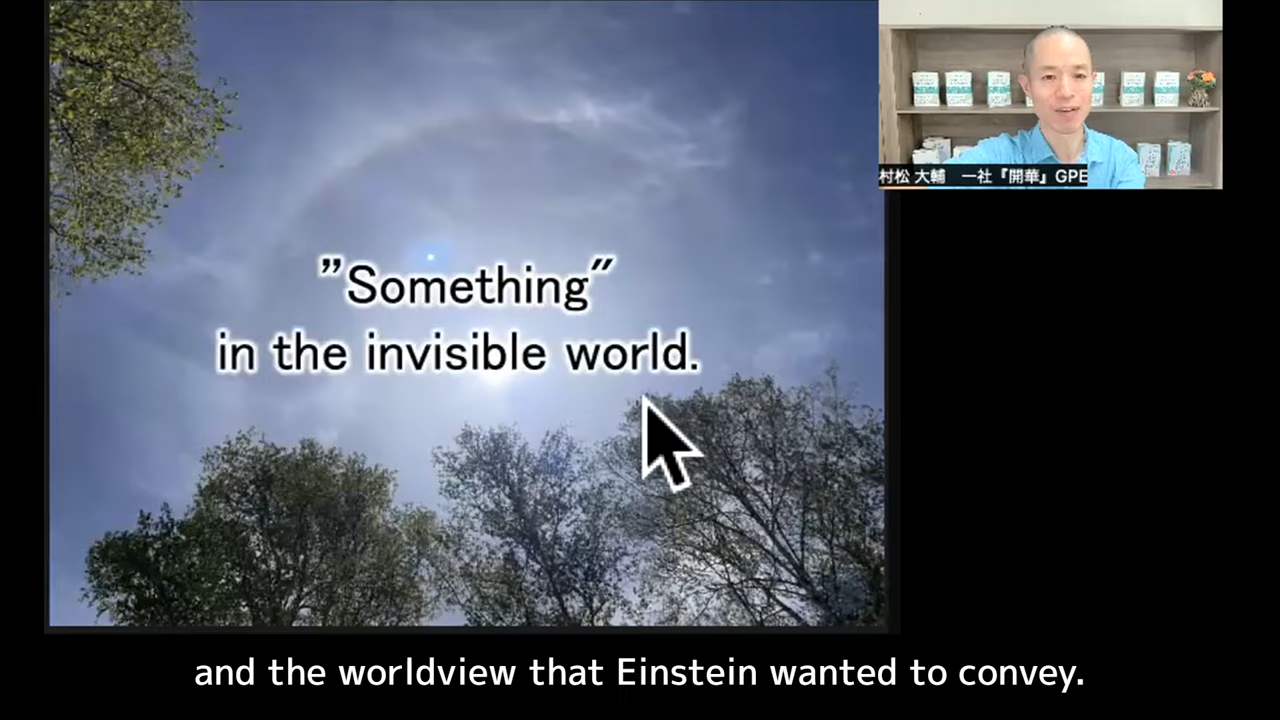 ”Something”
in the invisible world.
村松 大輔　一社『開華』GPE
and the worldview that Einstein wanted to convey.